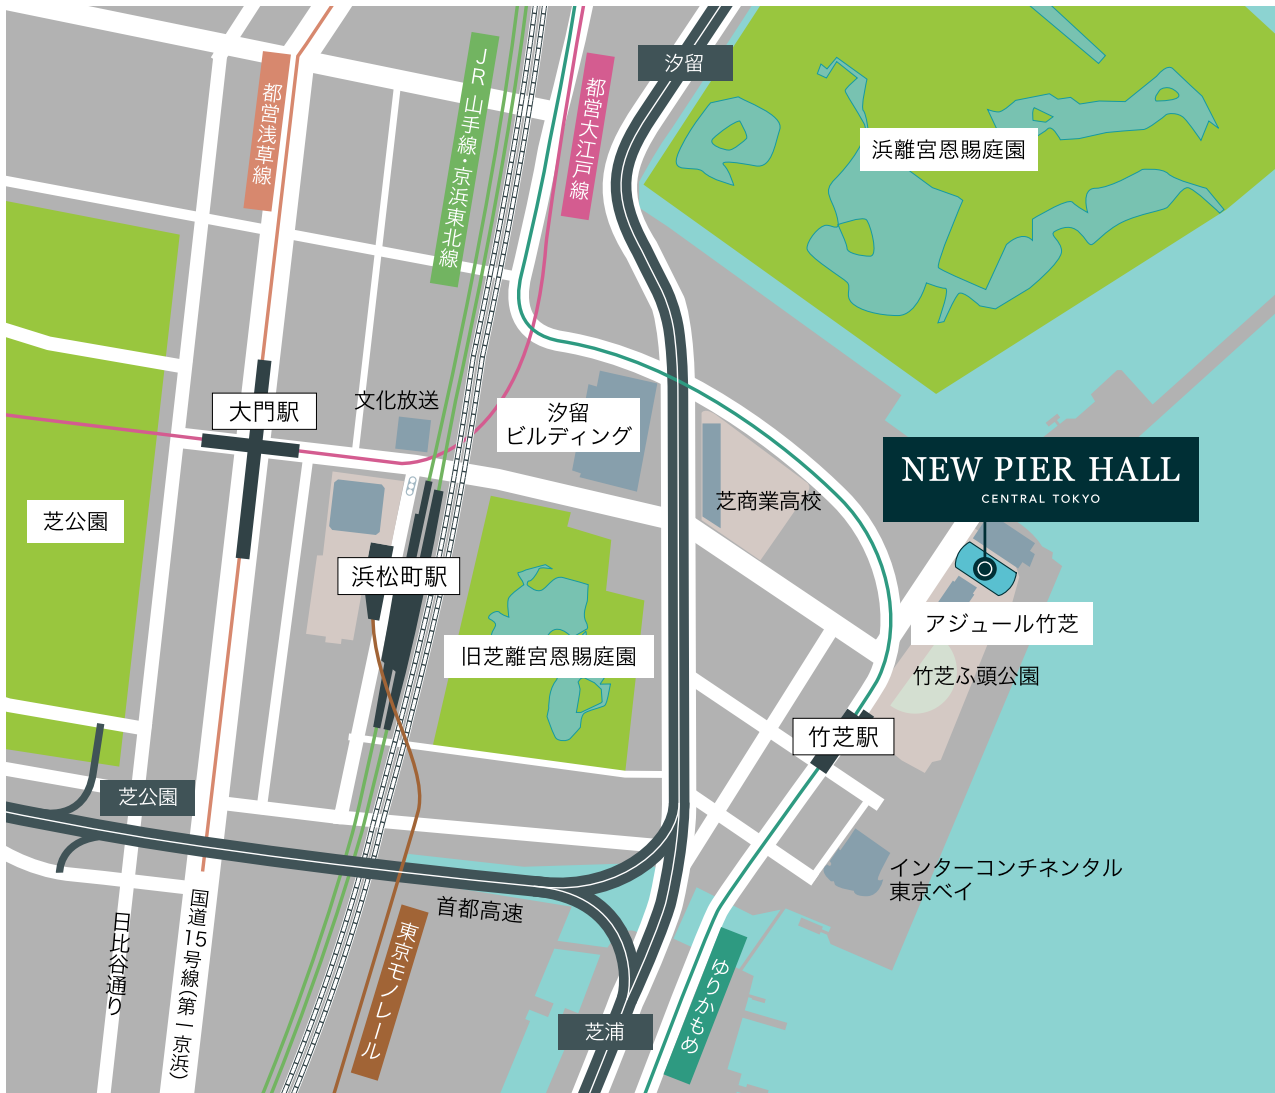 汐留
都営浅草線
JR 山手線・京浜東北線
都営大江戸線
浜離宮恩賜庭園
大門駅
文化放送
汐留
ビルディング
NEW PIER HALL
CENTRAL TOKYO
芝商業高校
芝公園
浜松町駅
アジュール竹芝
旧芝離宮恩賜庭園
竹芝ふ頭公園
竹芝駅
芝公園
インターコンチネンタル
東京ベイ
首都高速
日比谷通り
国道15号線(第一京浜)
東京モノレール
ゆりかもめ
芝浦